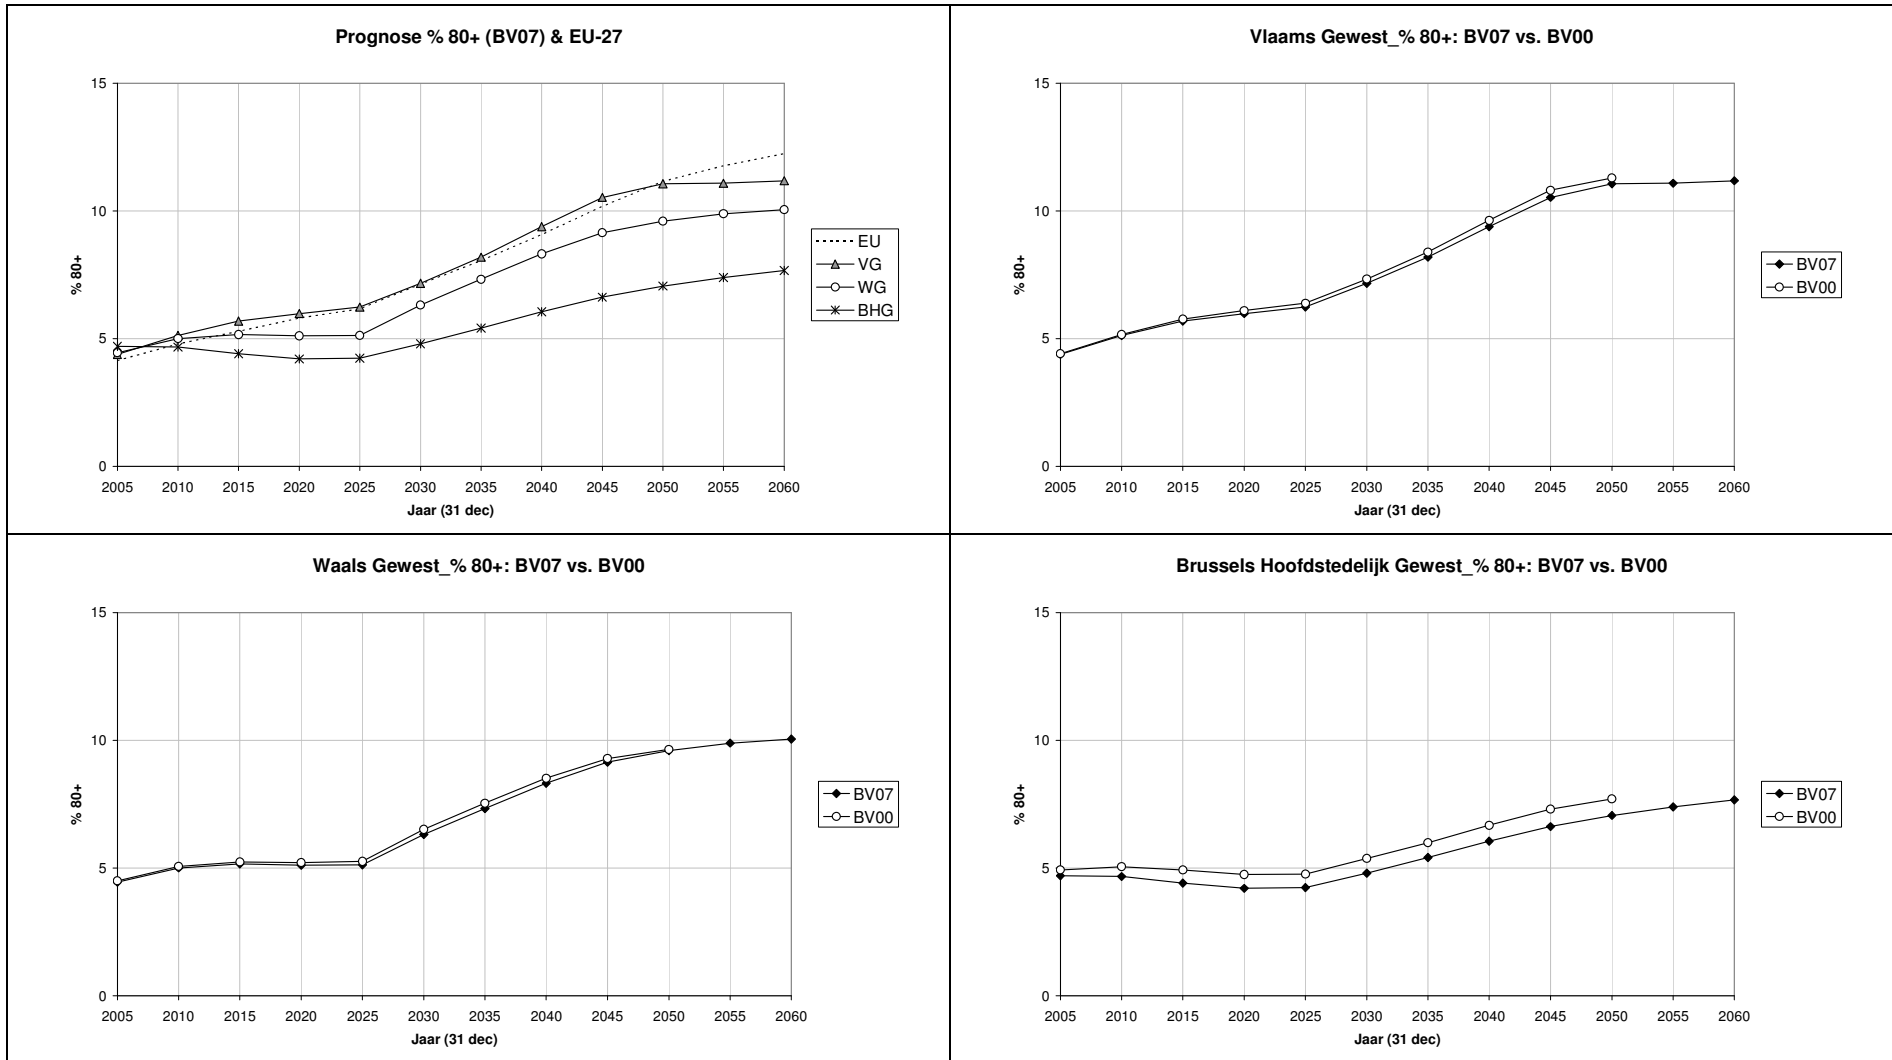 Prognose % 80+ (BV07) & EU-27
15
10
5
0
% 80+
2005 2010 2015 2020 2025 2030 2035 2040 2045 2050 2055 2060
Jaar (31 dec)
EU
VG
WG
BHG
Vlaams Gewest_% 80+: BV07 vs. BV00
15
10
5
0
% 80+
2005 2010 2015 2020 2025 2030 2035 2040 2045 2050 2055 2060
Jaar (31 dec)
BV07
BV00
Waals Gewest_% 80+: BV07 vs. BV00
15
10
5
0
% 80+
2005 2010 2015 2020 2025 2030 2035 2040 2045 2050 2055 2060
Jaar (31 dec)
BV07
BV00
Brussels Hoofdstedelijk Gewest_% 80+: BV07 vs. BV00
15
10
5
0
% 80+
2005 2010 2015 2020 2025 2030 2035 2040 2045 2050 2055 2060
Jaar (31 dec)
BV07
BV00